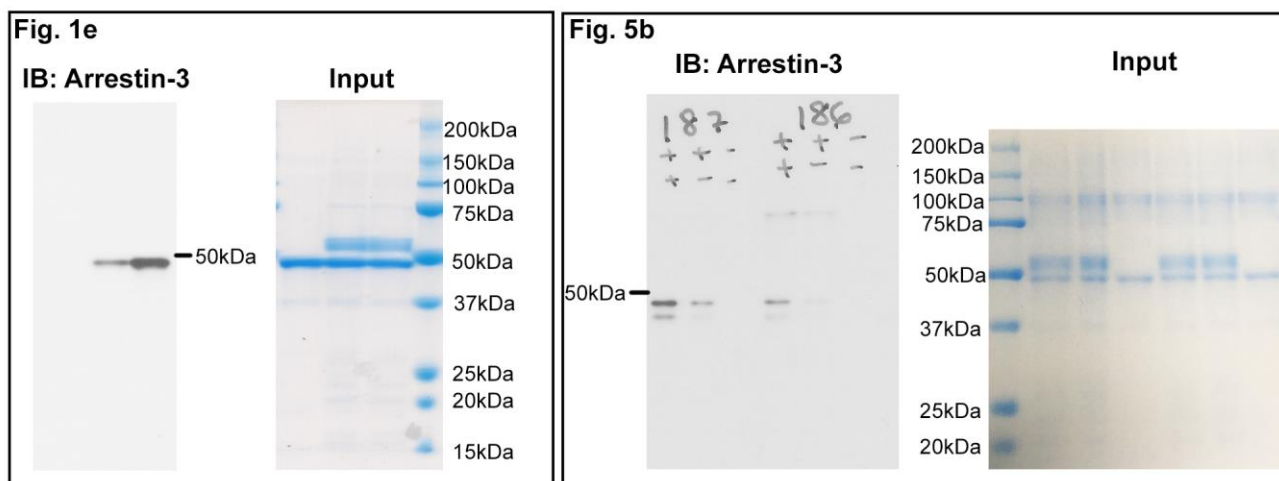 Fig. 1e
IB: Arrestin-3
Input
50kDa
200kDa
150kDa
100kDa
75kDa
50kDa
37kDa
25kDa
20kDa
15kDa
Fig. 5b
IB: Arrestin-3
Input
187 186
+ + - + + -
+ - - + - -
50kDa
200kDa
150kDa
100kDa
75kDa
50kDa
37kDa
25kDa
20kDa